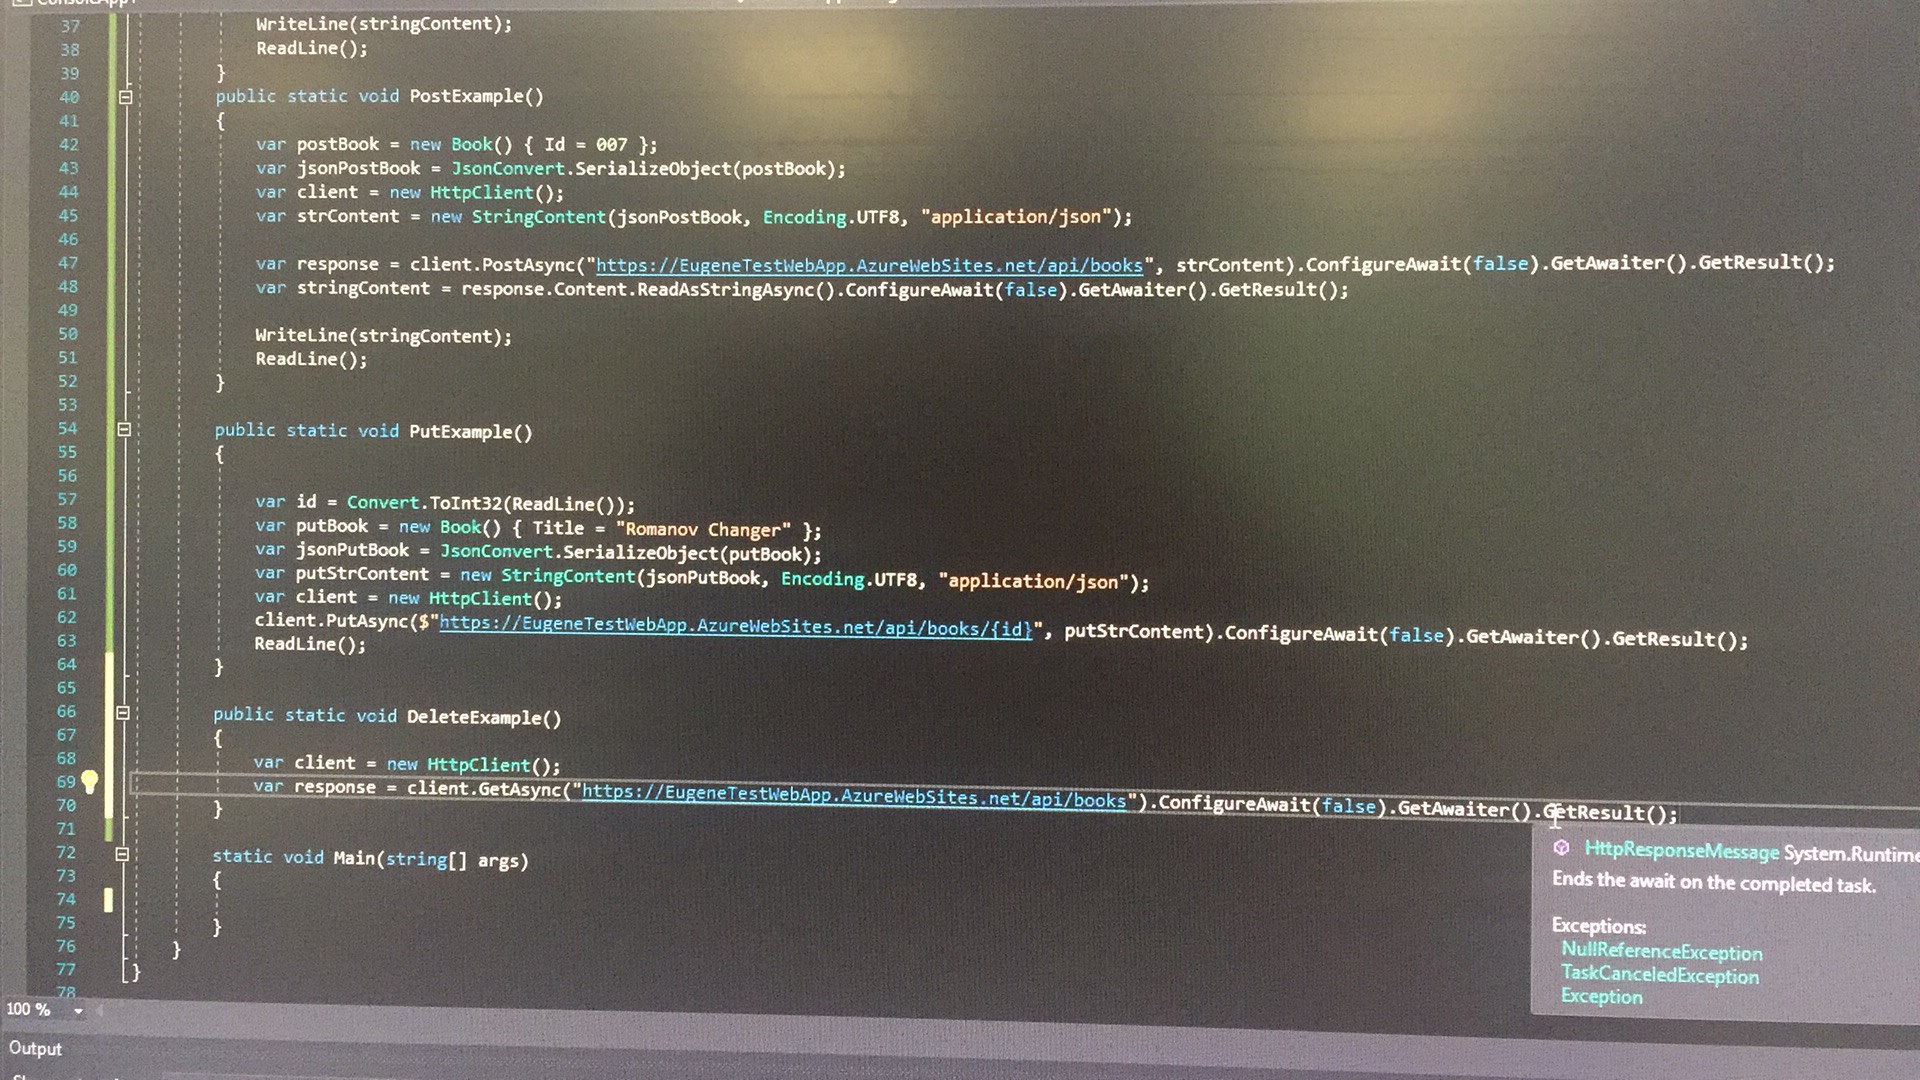 37 WriteLine(stringContent);
38 ReadLine();
39 }
40 public static void PostExample()
41 {
42 var postBook = new Book() { Id = 007 };
43 var jsonPostBook = JsonConvert.SerializeObject(postBook);
44 var client = new HttpClient();
45 var strContent = new StringContent(jsonPostBook, Encoding.UTF8, "application/json");
46
47 var response = client.PostAsync("https://EugeneTestWebApp.AzureWebSites.net/api/books", strContent).ConfigureAwait(false).GetAwaiter().GetResult();
48 var stringContent = response.Content.ReadAsStringAsync().ConfigureAwait(false).GetAwaiter().GetResult();
49
50 WriteLine(stringContent);
51 ReadLine();
52 }
53
54 public static void PutExample()
55 {
56
57 var id = Convert.ToInt32(ReadLine());
58 var putBook = new Book() { Title = "Romanov Changer" };
59 var jsonPutBook = JsonConvert.SerializeObject(putBook);
60 var putStrContent = new StringContent(jsonPutBook, Encoding.UTF8, "application/json");
61 var client = new HttpClient();
62 client.PutAsync($"https://EugeneTestWebApp.AzureWebSites.net/api/books/{id}", putStrContent).ConfigureAwait(false).GetAwaiter().GetResult();
63 ReadLine();
64 }
65
66 public static void DeleteExample()
67 {
68 var client = new HttpClient();
69 var response = client.GetAsync("https://EugeneTestWebApp.AzureWebSites.net/api/books").ConfigureAwait(false).GetAwaiter().GetResult();
70 }
71
72 static void Main(string[] args)
73 {
74
75 }
76 }
77 }
78
HttpResponseMessage System.Runtime
Ends the await on the completed task.
Exceptions:
NullReferenceException
TaskCanceledException
Exception
100 %
Output